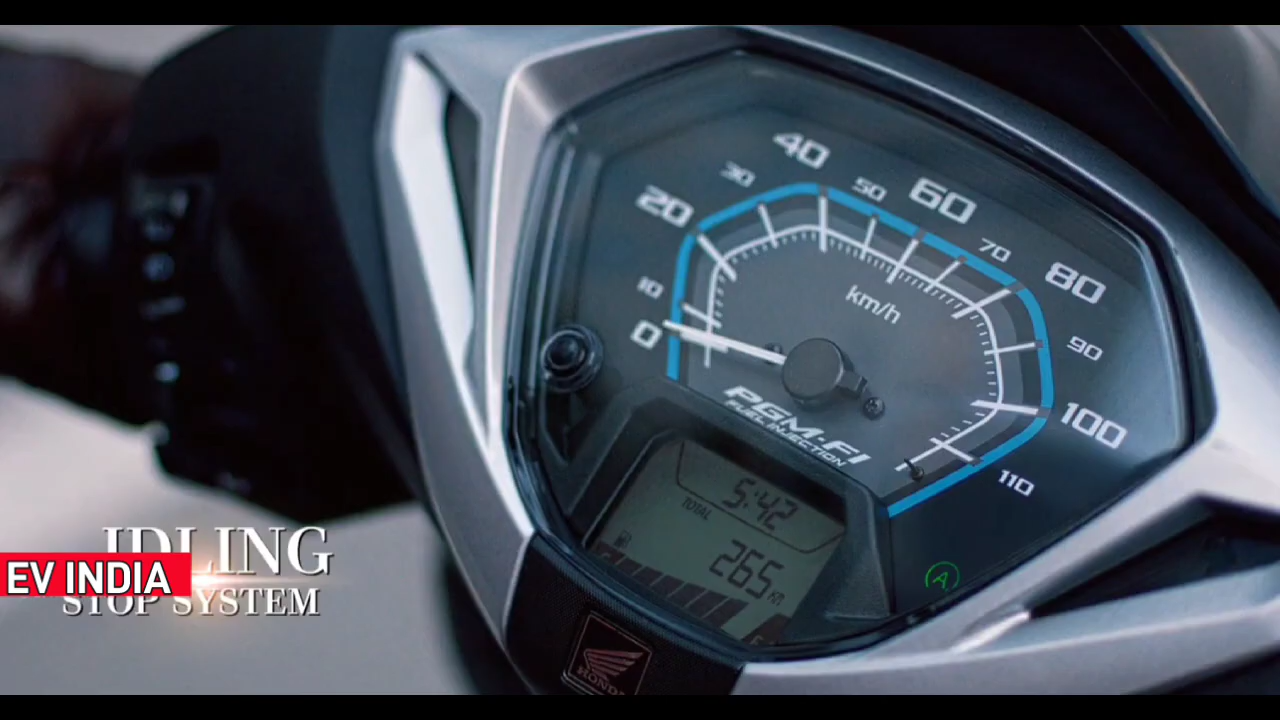 40
30
50
60
20
70
80
10
km/h
0
90
PGM-FI
FUEL INJECTION
100
110
5:42
TOTAL
265 KM
A
IDLING
EV INDIA
STOP SYSTEM
HONDA